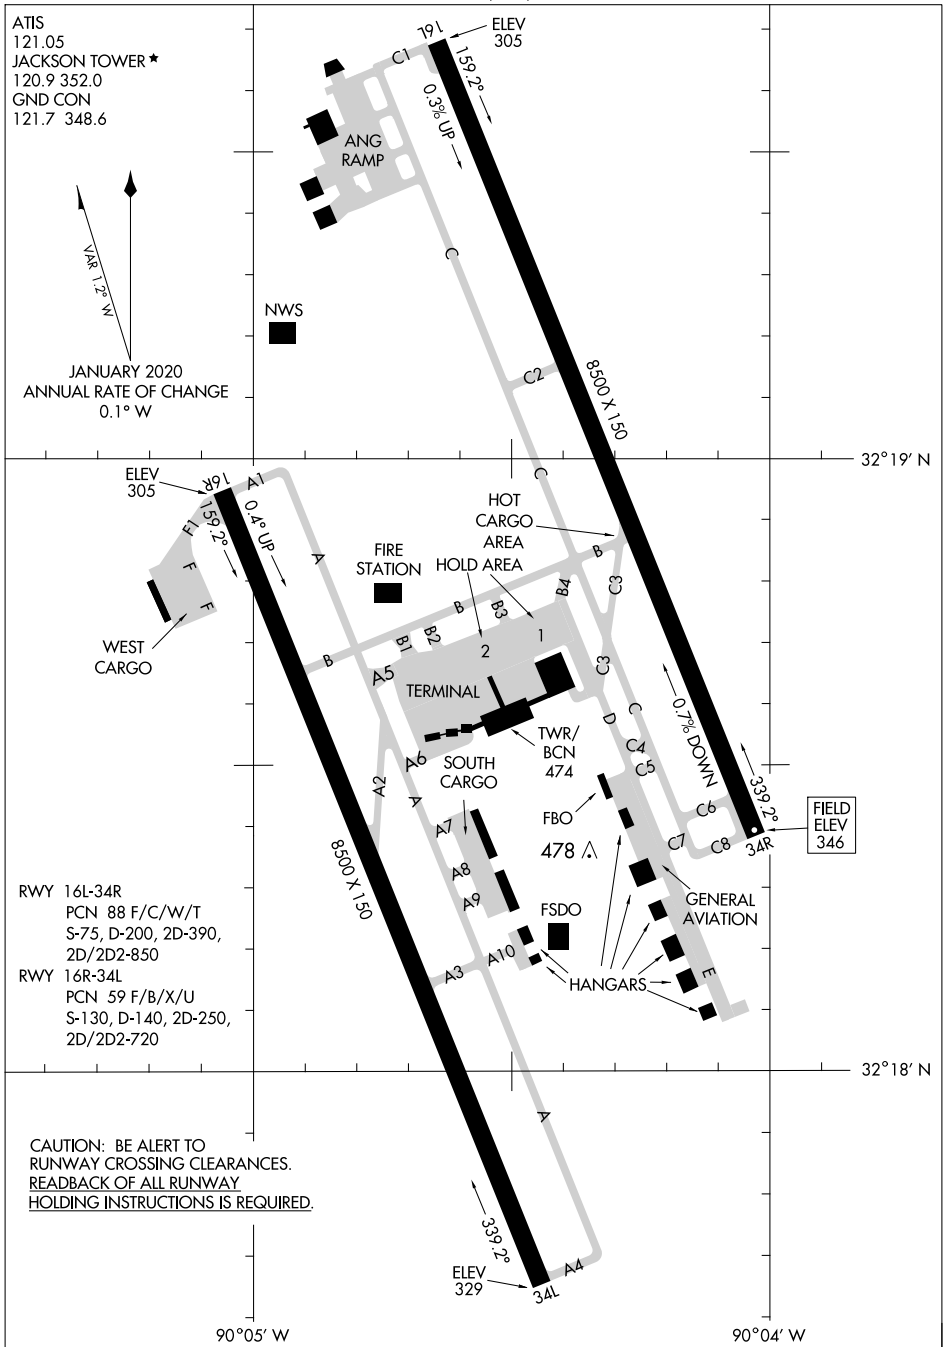 ATIS
121.05
JACKSON TOWER★
120.9 352.0
GND CON
121.7 348.6
VAR 1.2° W
JANUARY 2020
ANNUAL RATE OF CHANGE
0.1° W
16L
ELEV
305
159.2°
0.3% UP
C1
ANG
RAMP
C
NWS
C2
8500 X 150
32°19' N
ELEV
305
16R
A1
159.2°
0.4° UP
F1
F
F
WEST
CARGO
A
FIRE
STATION
C
HOT
CARGO
AREA
HOLD AREA
B
B
B3
B4
C3
B
B1
B2
A5
2
1
C3
TERMINAL
D
C
0.7% DOWN
C4
C5
TWR/
BCN
474
A6
SOUTH
CARGO
A2
A
339.2°
C6
FIELD
ELEV
346
FBO
A7
C7
C8
34R
478
8500 X 150
A8
A9
FSDO
GENERAL
AVIATION
RWY 16L-34R
PCN 88 F/C/W/T
S-75, D-200, 2D-390,
2D/2D2-850
RWY 16R-34L
PCN 59 F/B/X/U
S-130, D-140, 2D-250,
2D/2D2-720
A3
A10
E
HANGARS
32°18' N
A
CAUTION: BE ALERT TO
RUNWAY CROSSING CLEARANCES.
READBACK OF ALL RUNWAY
HOLDING INSTRUCTIONS IS REQUIRED.
339.2°
ELEV
329
A4
34L
90°05' W
90°04' W